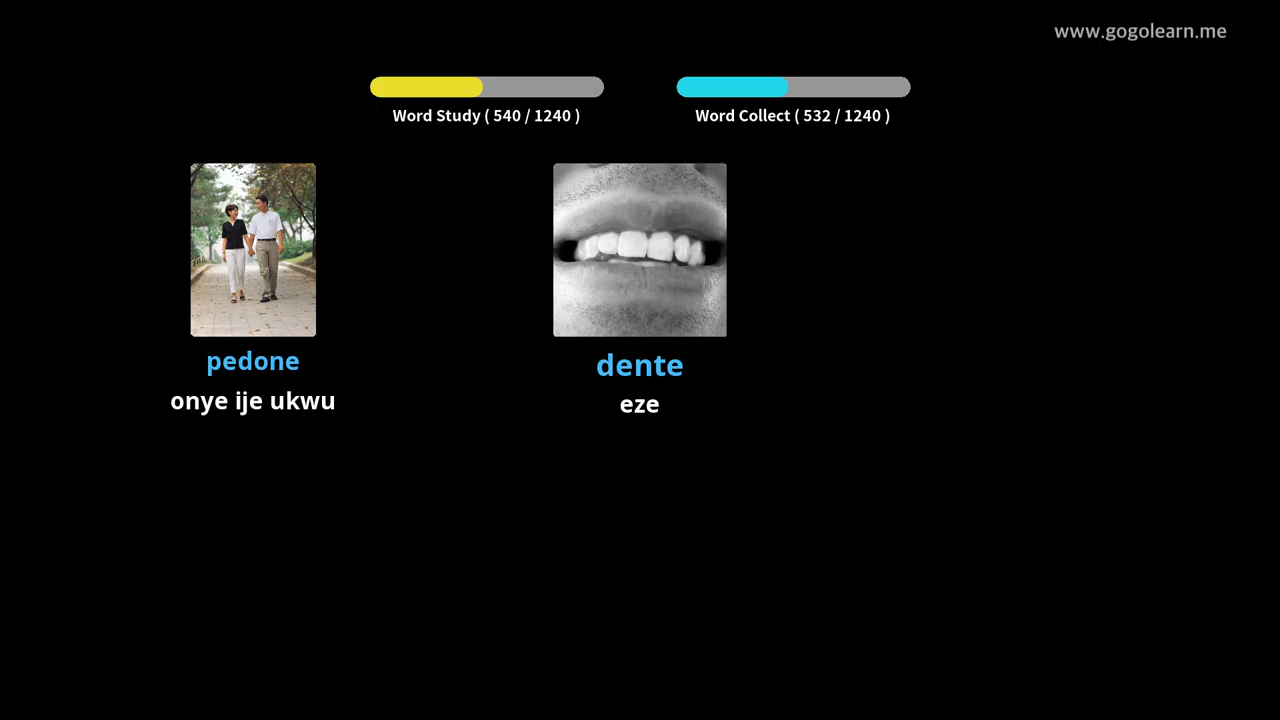 www.gogolearn.me
Word Study ( 540 / 1240 )
Word Collect ( 532 / 1240 )
pedone
onye ije ukwu
dente
eze